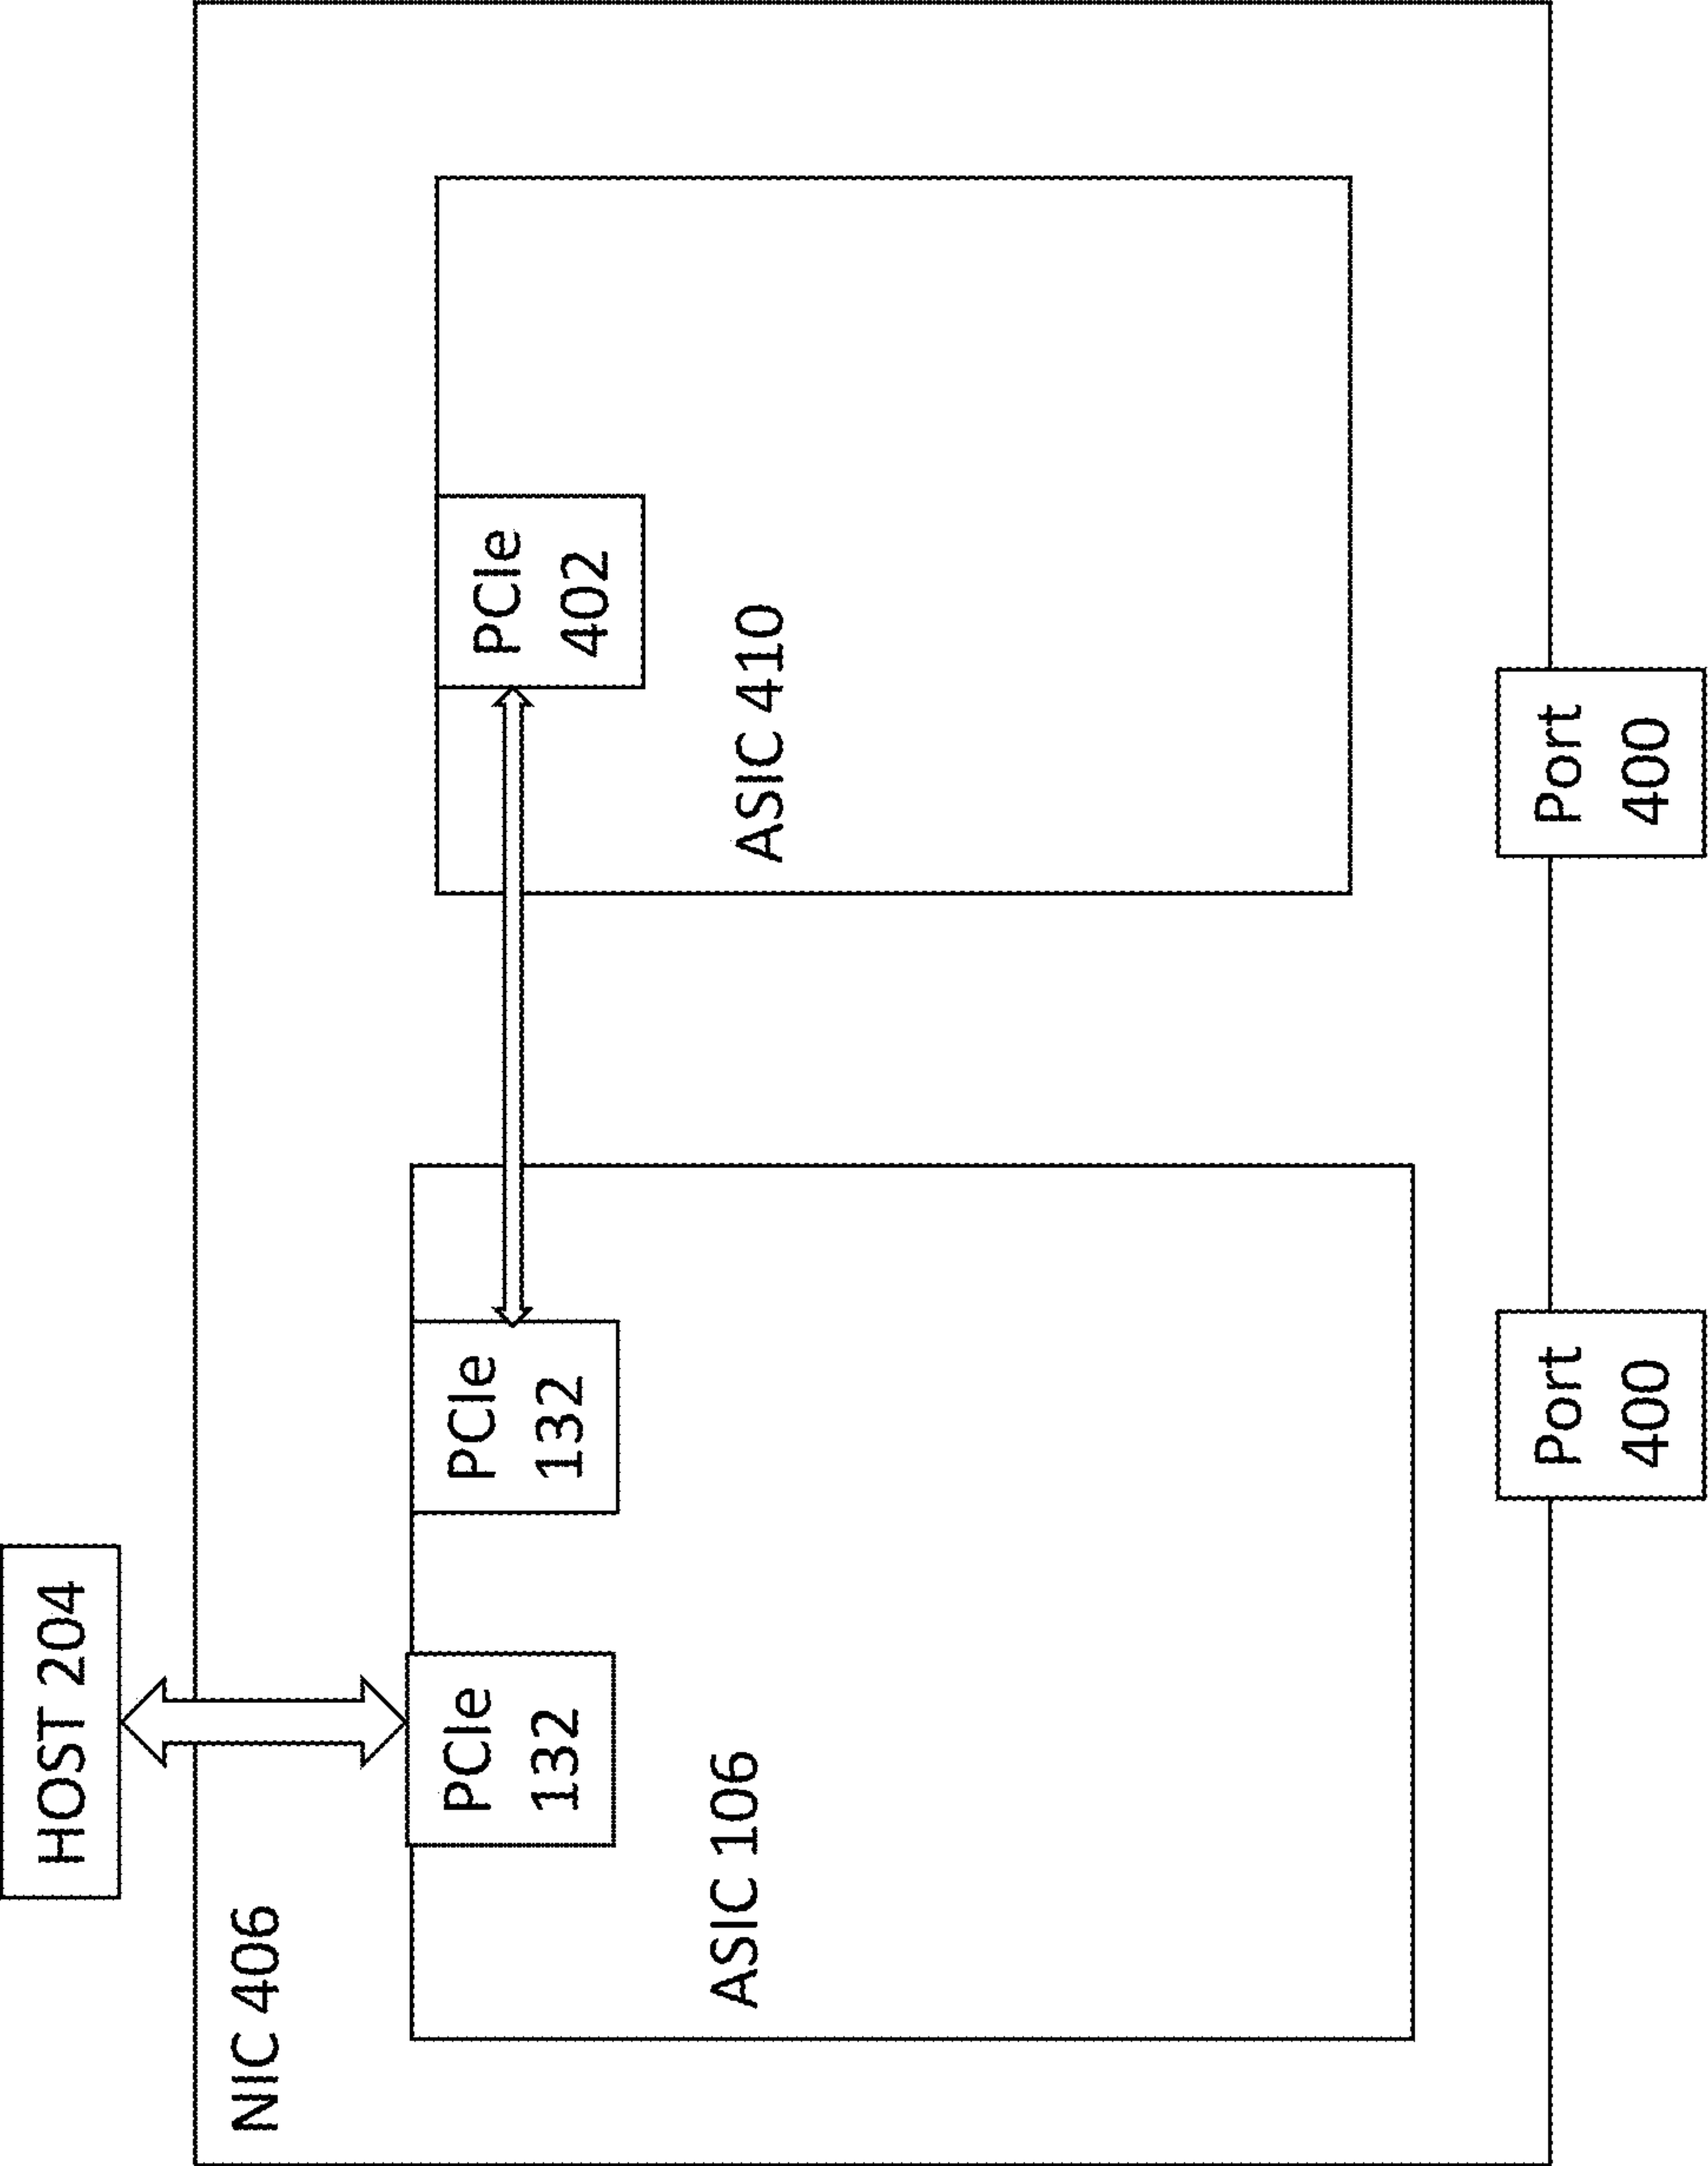 HOST 204
NIC 406
PCIe
132
PCIe
132
PCIe
402
ASIC 106
ASIC 410
Port
400
Port
400